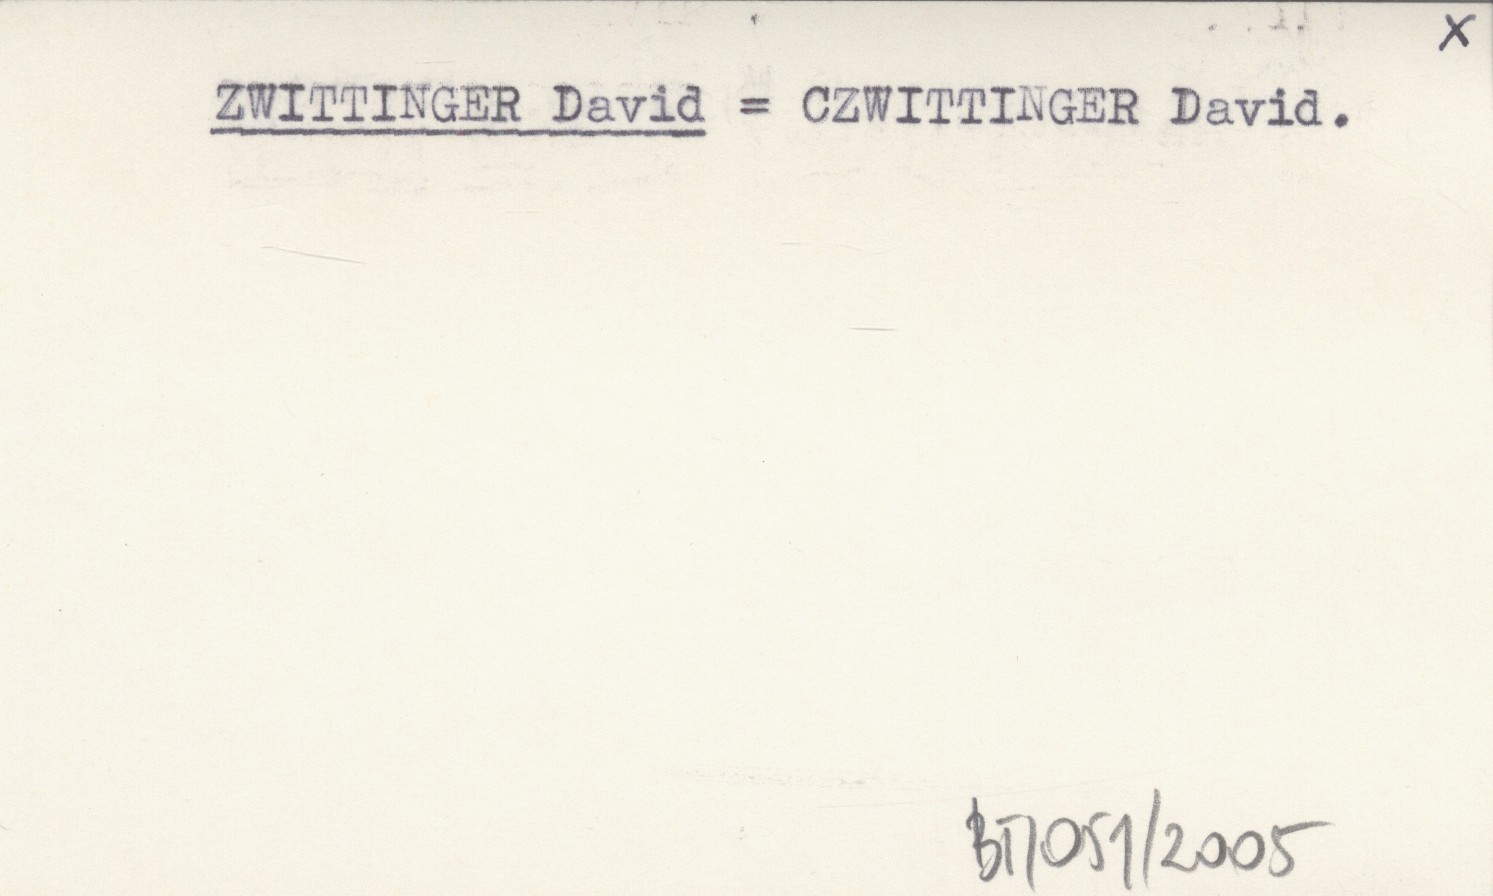 X
ZWITTINGER David = CZWITTINGER David.
BT/051/2005